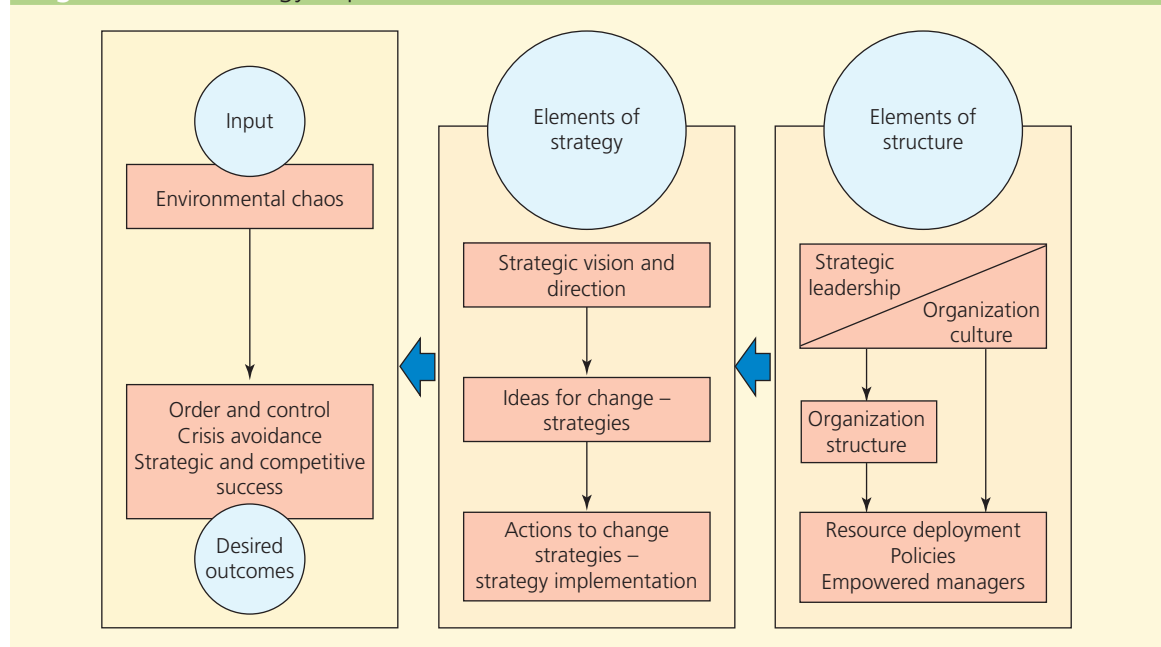 Input
Environmental chaos
Order and control
Crisis avoidance
Strategic and competitive
success
Desired
outcomes
Elements of
strategy
Strategic vision and
direction
Ideas for change –
strategies
Actions to change
strategies –
strategy implementation
Elements of
structure
Strategic
leadership
Organization
culture
Organization
structure
Resource deployment
Policies
Empowered managers